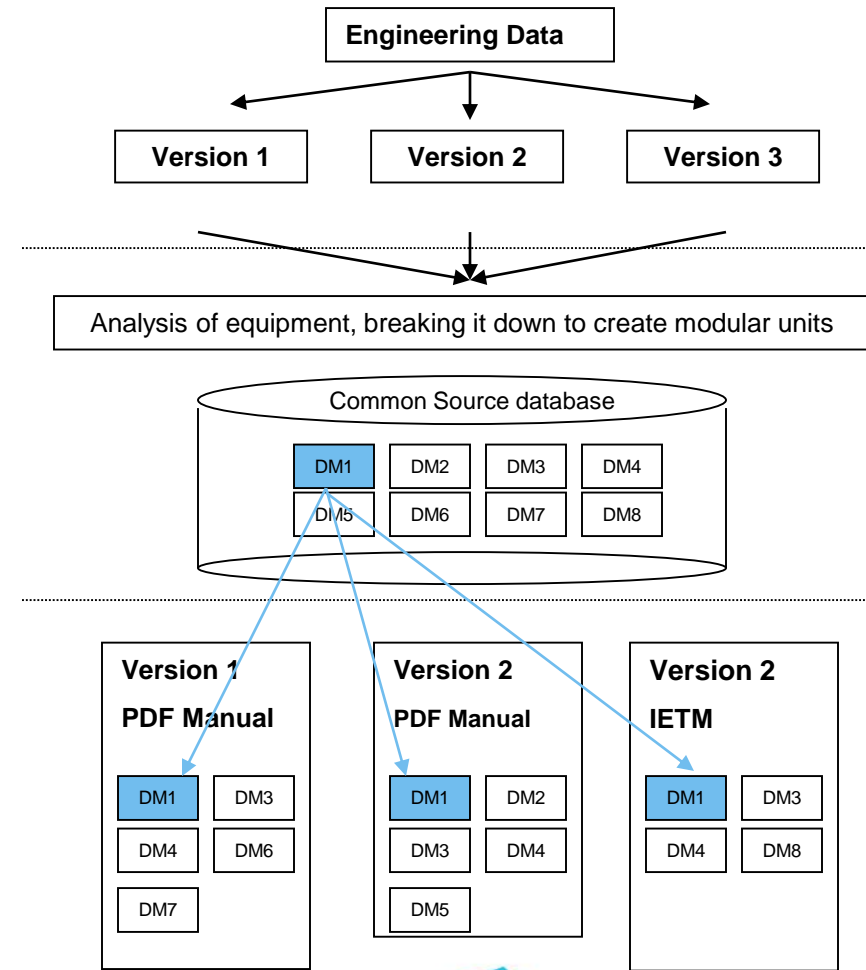 Engineering Data
Version 1
Version 2
Version 3
Analysis of equipment, breaking it down to create modular units
Common Source database
DM1 DM2 DM3 DM4
DM5 DM6 DM7 DM8
Version 1
PDF Manual
DM1 DM3
DM4 DM6
DM7
Version 2
PDF Manual
DM1 DM2
DM3 DM4
DM5
Version 2
IETM
DM1 DM3
DM4 DM8